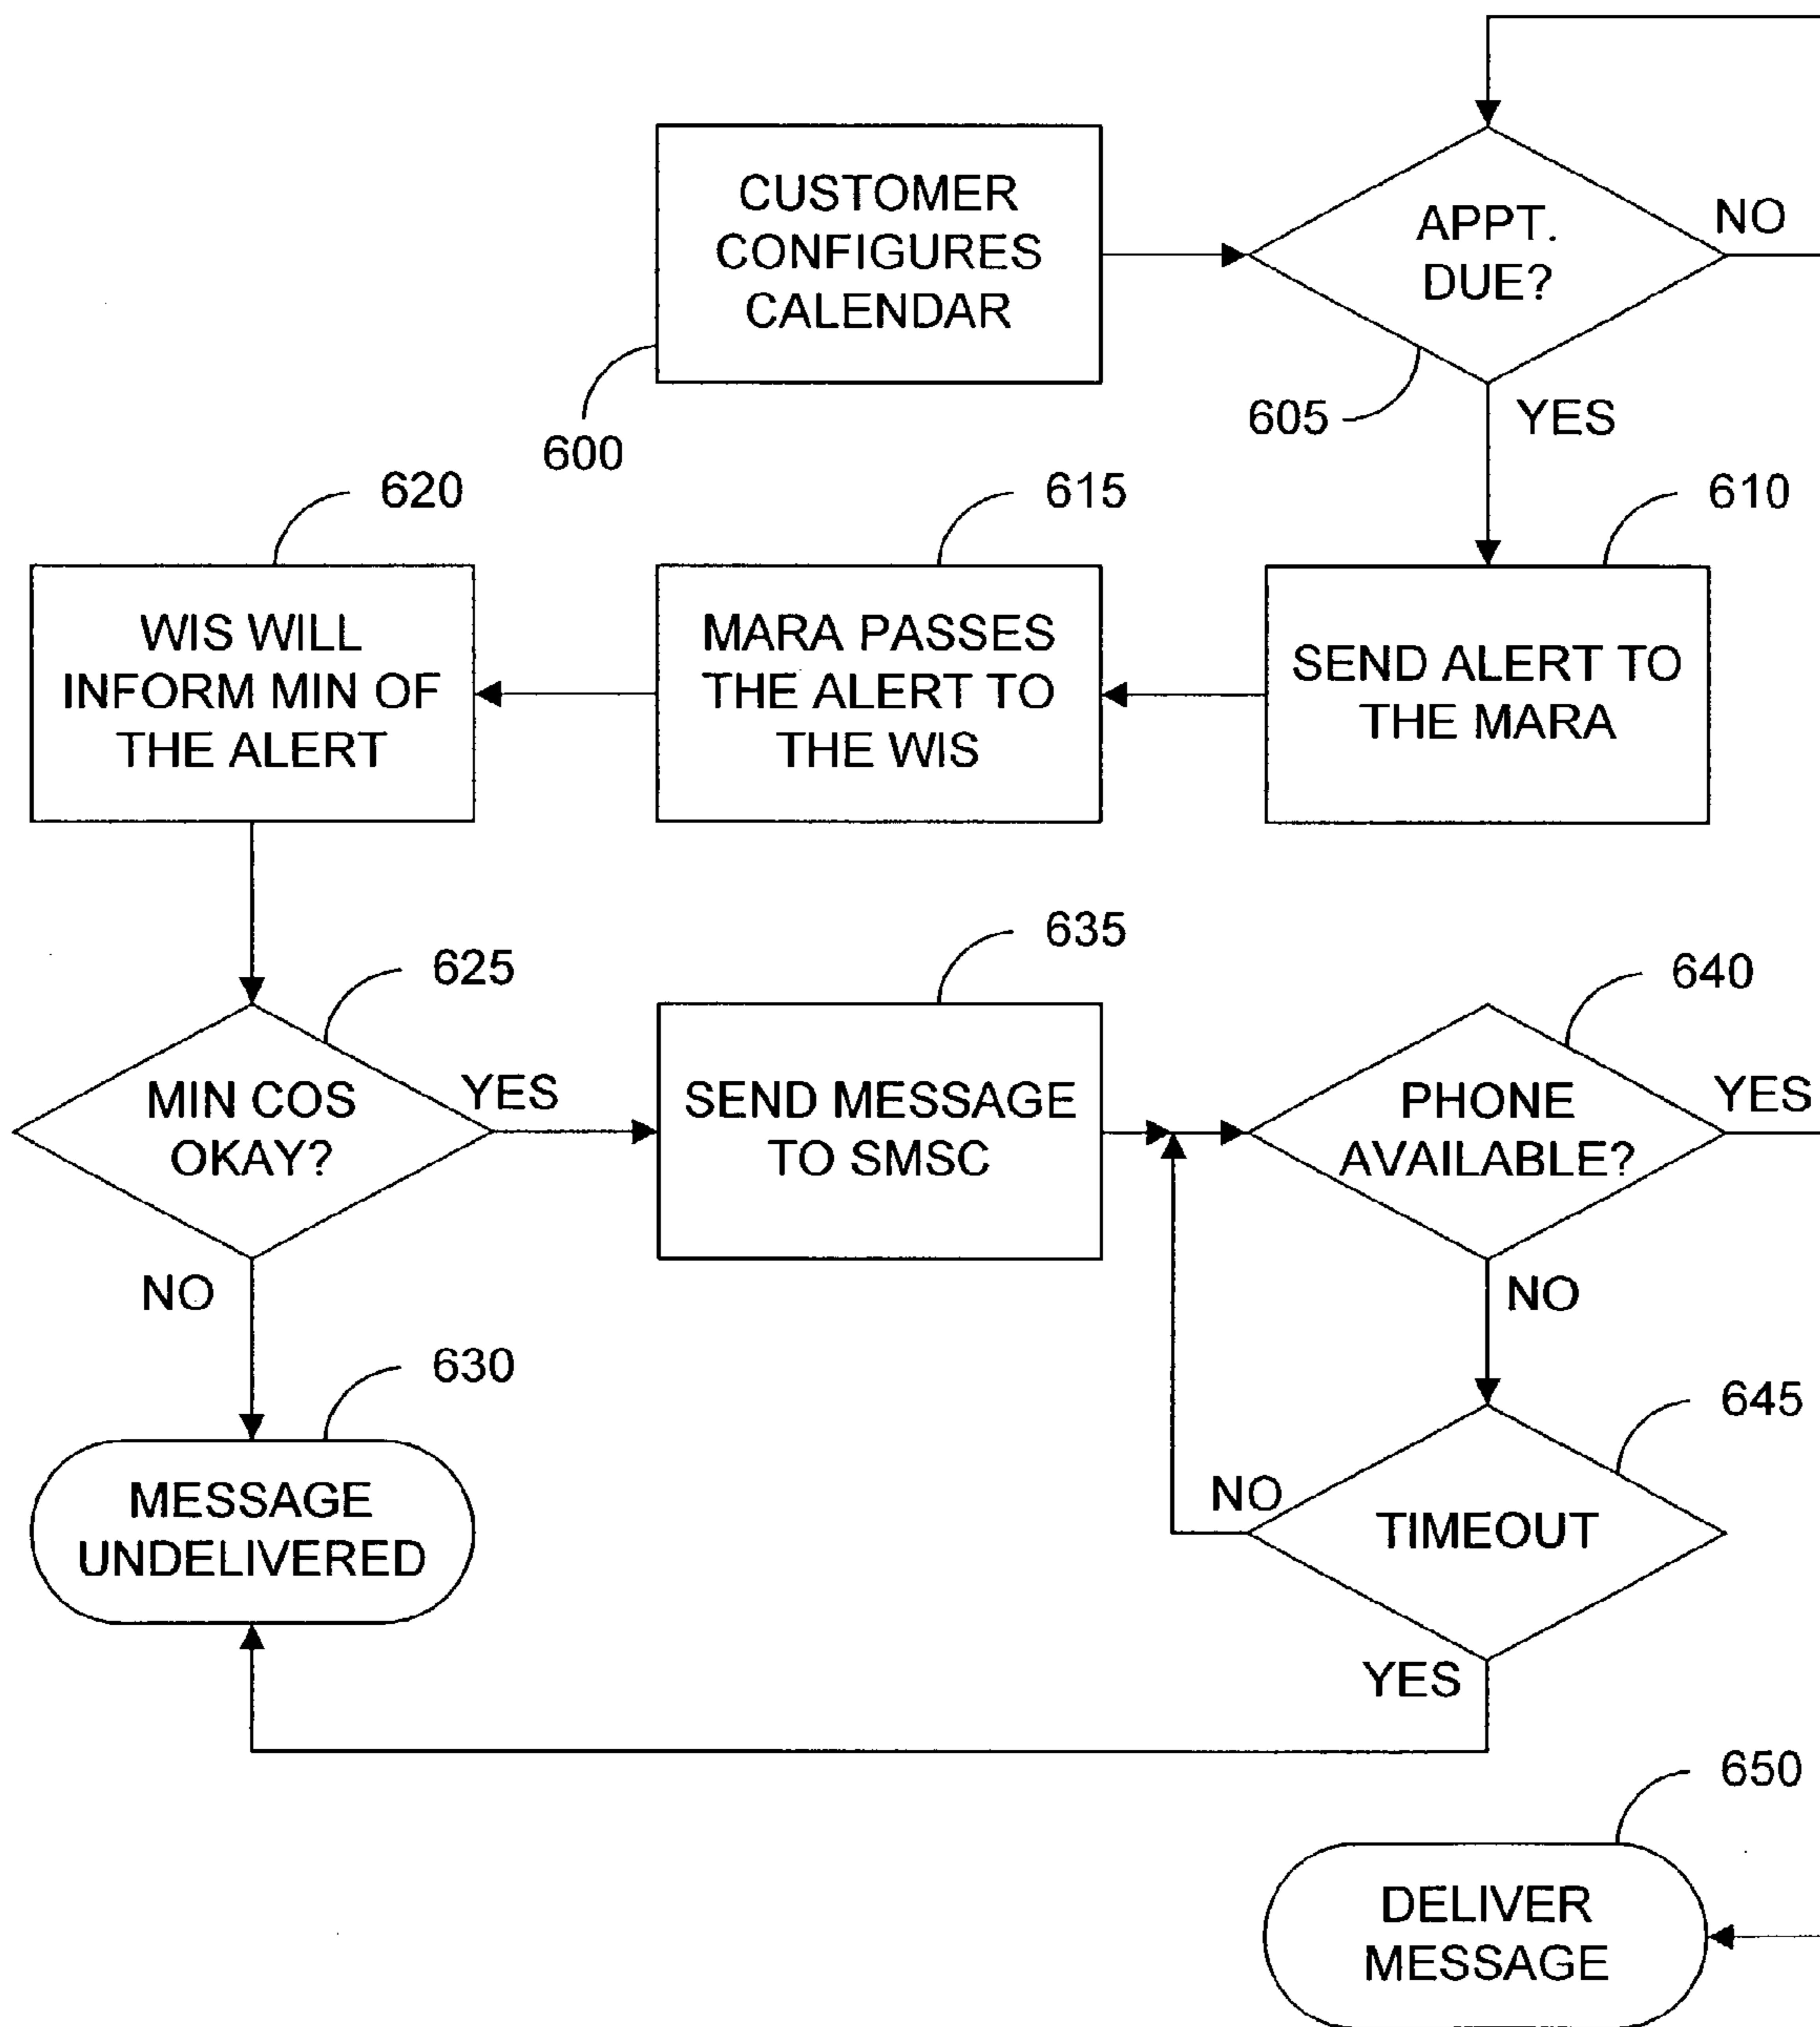 CUSTOMER
CONFIGURES
CALENDAR
600
APPT.
DUE?
NO
605
YES
610
SEND ALERT TO
THE MARA
615
MARA PASSES
THE ALERT TO
THE WIS
620
WIS WILL
INFORM MIN OF
THE ALERT
625
MIN COS
OKAY?
YES
NO
630
MESSAGE
UNDELIVERED
635
SEND MESSAGE
TO SMSC
640
PHONE
AVAILABLE?
YES
NO
645
TIMEOUT
NO
YES
650
DELIVER
MESSAGE